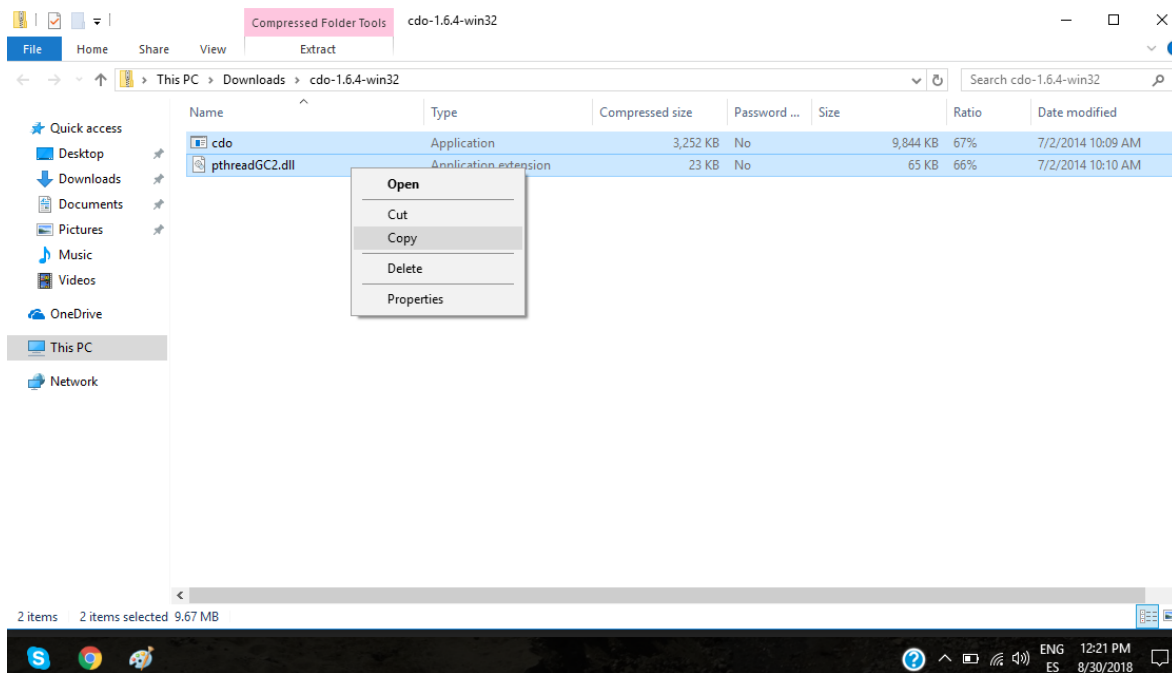 Compressed Folder Tools cdo-1.6.4-win32
File Home Share View Extract
This PC > Downloads > cdo-1.6.4-win32 Search cdo-1.6.4-win32
Name Type Compressed size Password ... Size Ratio Date modified
Quick access
Desktop
Downloads
Documents
Pictures
Music
Videos
OneDrive
This PC
Network
cdo Application 3,252 KB No 9,844 KB 67% 7/2/2014 10:09 AM
pthreadGC2.dll Application extension 23 KB No 65 KB 66% 7/2/2014 10:10 AM
Open
Cut
Copy
Delete
Properties
2 items 2 items selected 9.67 MB
ENG 12:21 PM
ES 8/30/2018